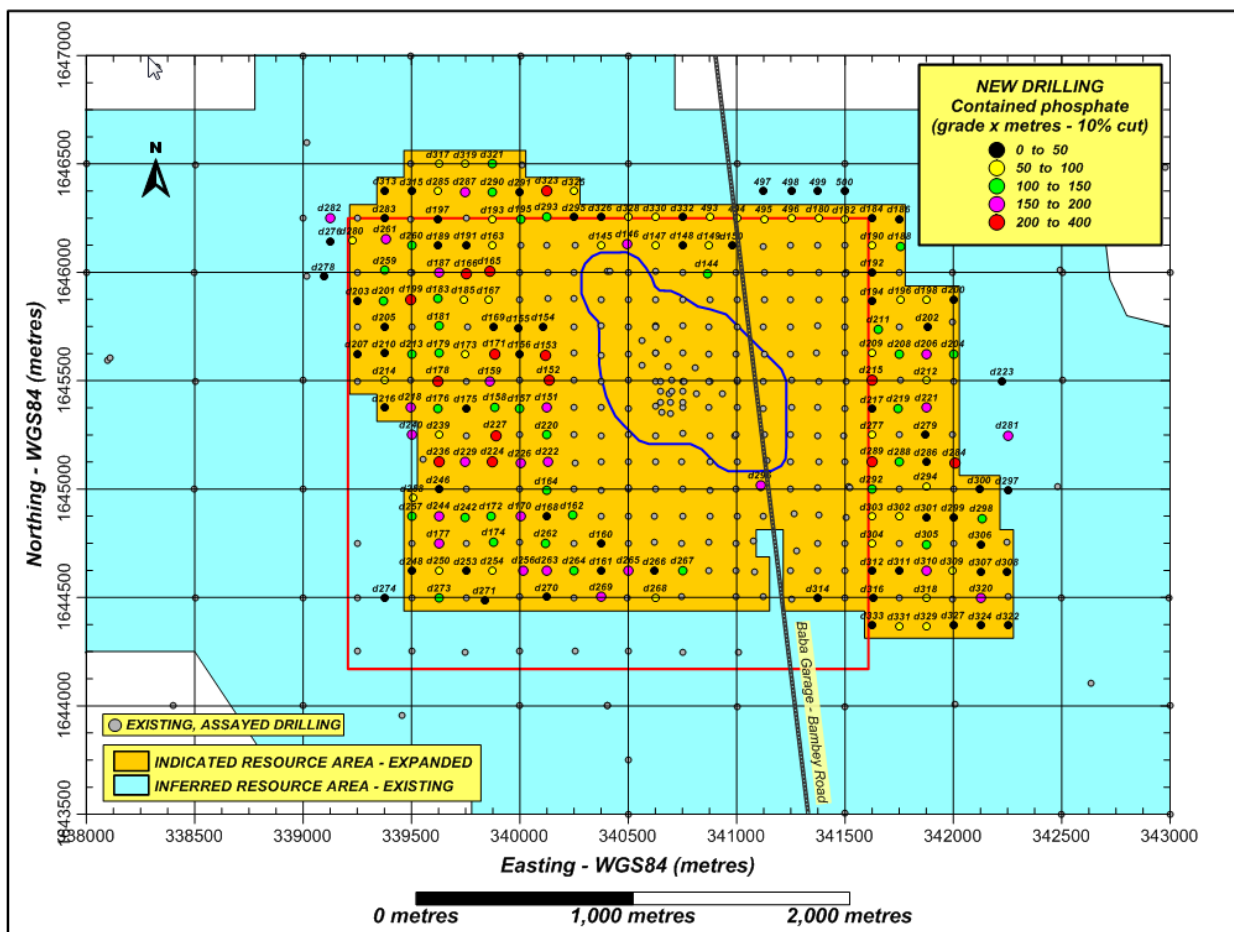 NEW DRILLING
Contained phosphate
(grade x metres - 10% cut)
0 to 50
50 to 100
100 to 150
150 to 200
200 to 400
N
1647000
1646500
1646000
1645500
1645000
1644500
1644000
1643500
Northing - WGS84 (metres)
d317 d319 d321
d313 d315 d285 d287 d290 d291 d323 d325 497 498 499 500
d282 d283 d197 d193 d195 d293 d295 d326 d328 d330 d332 493 494 495 496 d180 d182 d184 d186
d276 d280 d261 d260 d189 d191 d163 d145 d146 d147 d148 d149 d150 d190 d188
d278 d259 d187 d166 d165 d144 d192
d203 d201 d199 d183 d185 d167 d194 d196 d198 d200
d205 d181 d169 d155 d154 d211 d202
d207 d210 d213 d179 d173 d171 d156 d153 d209 d208 d206 d204
d214 d178 d159 d152 d215 d212 d223
d216 d218 d176 d175 d158 d157 d151 d217 d219 d221
d240 d239 d227 d220 d277 d279 d281
d236 d229 d224 d226 d222 d289 d288 d286 d284
d288 d246 d164 d292 d294 d300 d297
d257 d244 d242 d172 d170 d168 d162 d303 d302 d301 d299 d298
d177 d174 d262 d160 d304 d305 d306
d248 d250 d253 d254 d256 d263 d264 d161 d265 d266 d267 d312 d311 d310 d309 d307 d308
d274 d273 d271 d270 d269 d268 d314 d316 d318 d320
d333 d331 d329 d327 d324 d322
Baba Garage - Bambey Road
EXISTING, ASSAYED DRILLING
INDICATED RESOURCE AREA - EXPANDED
INFERRED RESOURCE AREA - EXISTING
338000 338500 339000 339500 340000 340500 341000 341500 342000 342500 343000
Easting - WGS84 (metres)
0 metres 1,000 metres 2,000 metres